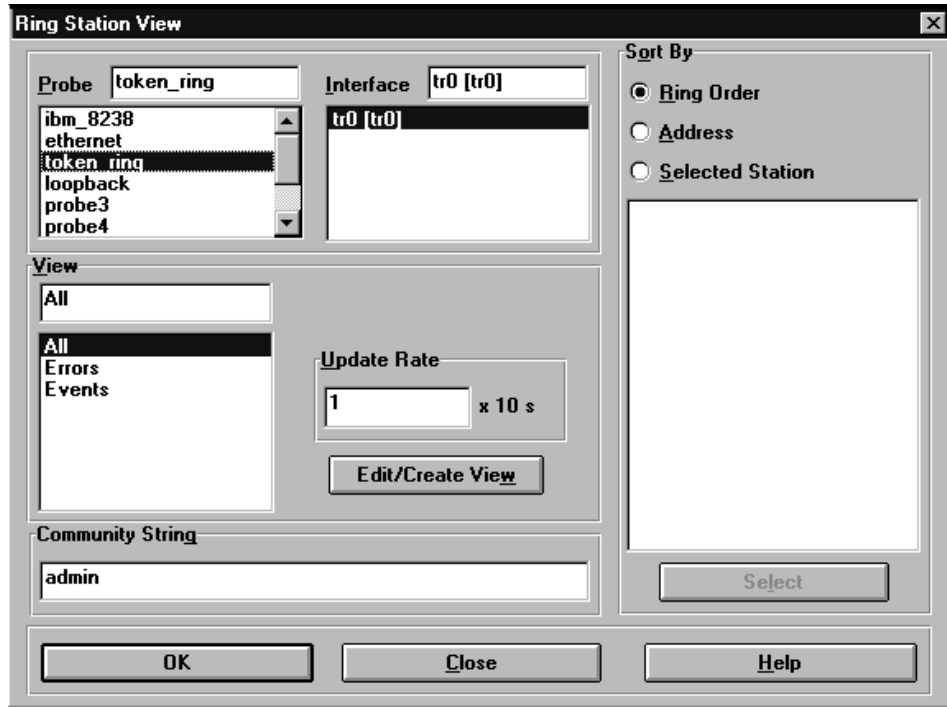 Ring Station View
Probe token_ring
ibm_8238
ethernet
token_ring
loopback
probe3
probe4
Interface tr0 [tr0]
tr0 [tr0]
View
All
All
Errors
Events
Update Rate
1 x 10 s
Edit/Create View
Community String
admin
Sort By
Ring Order
Address
Selected Station
Select
OK
Close
Help